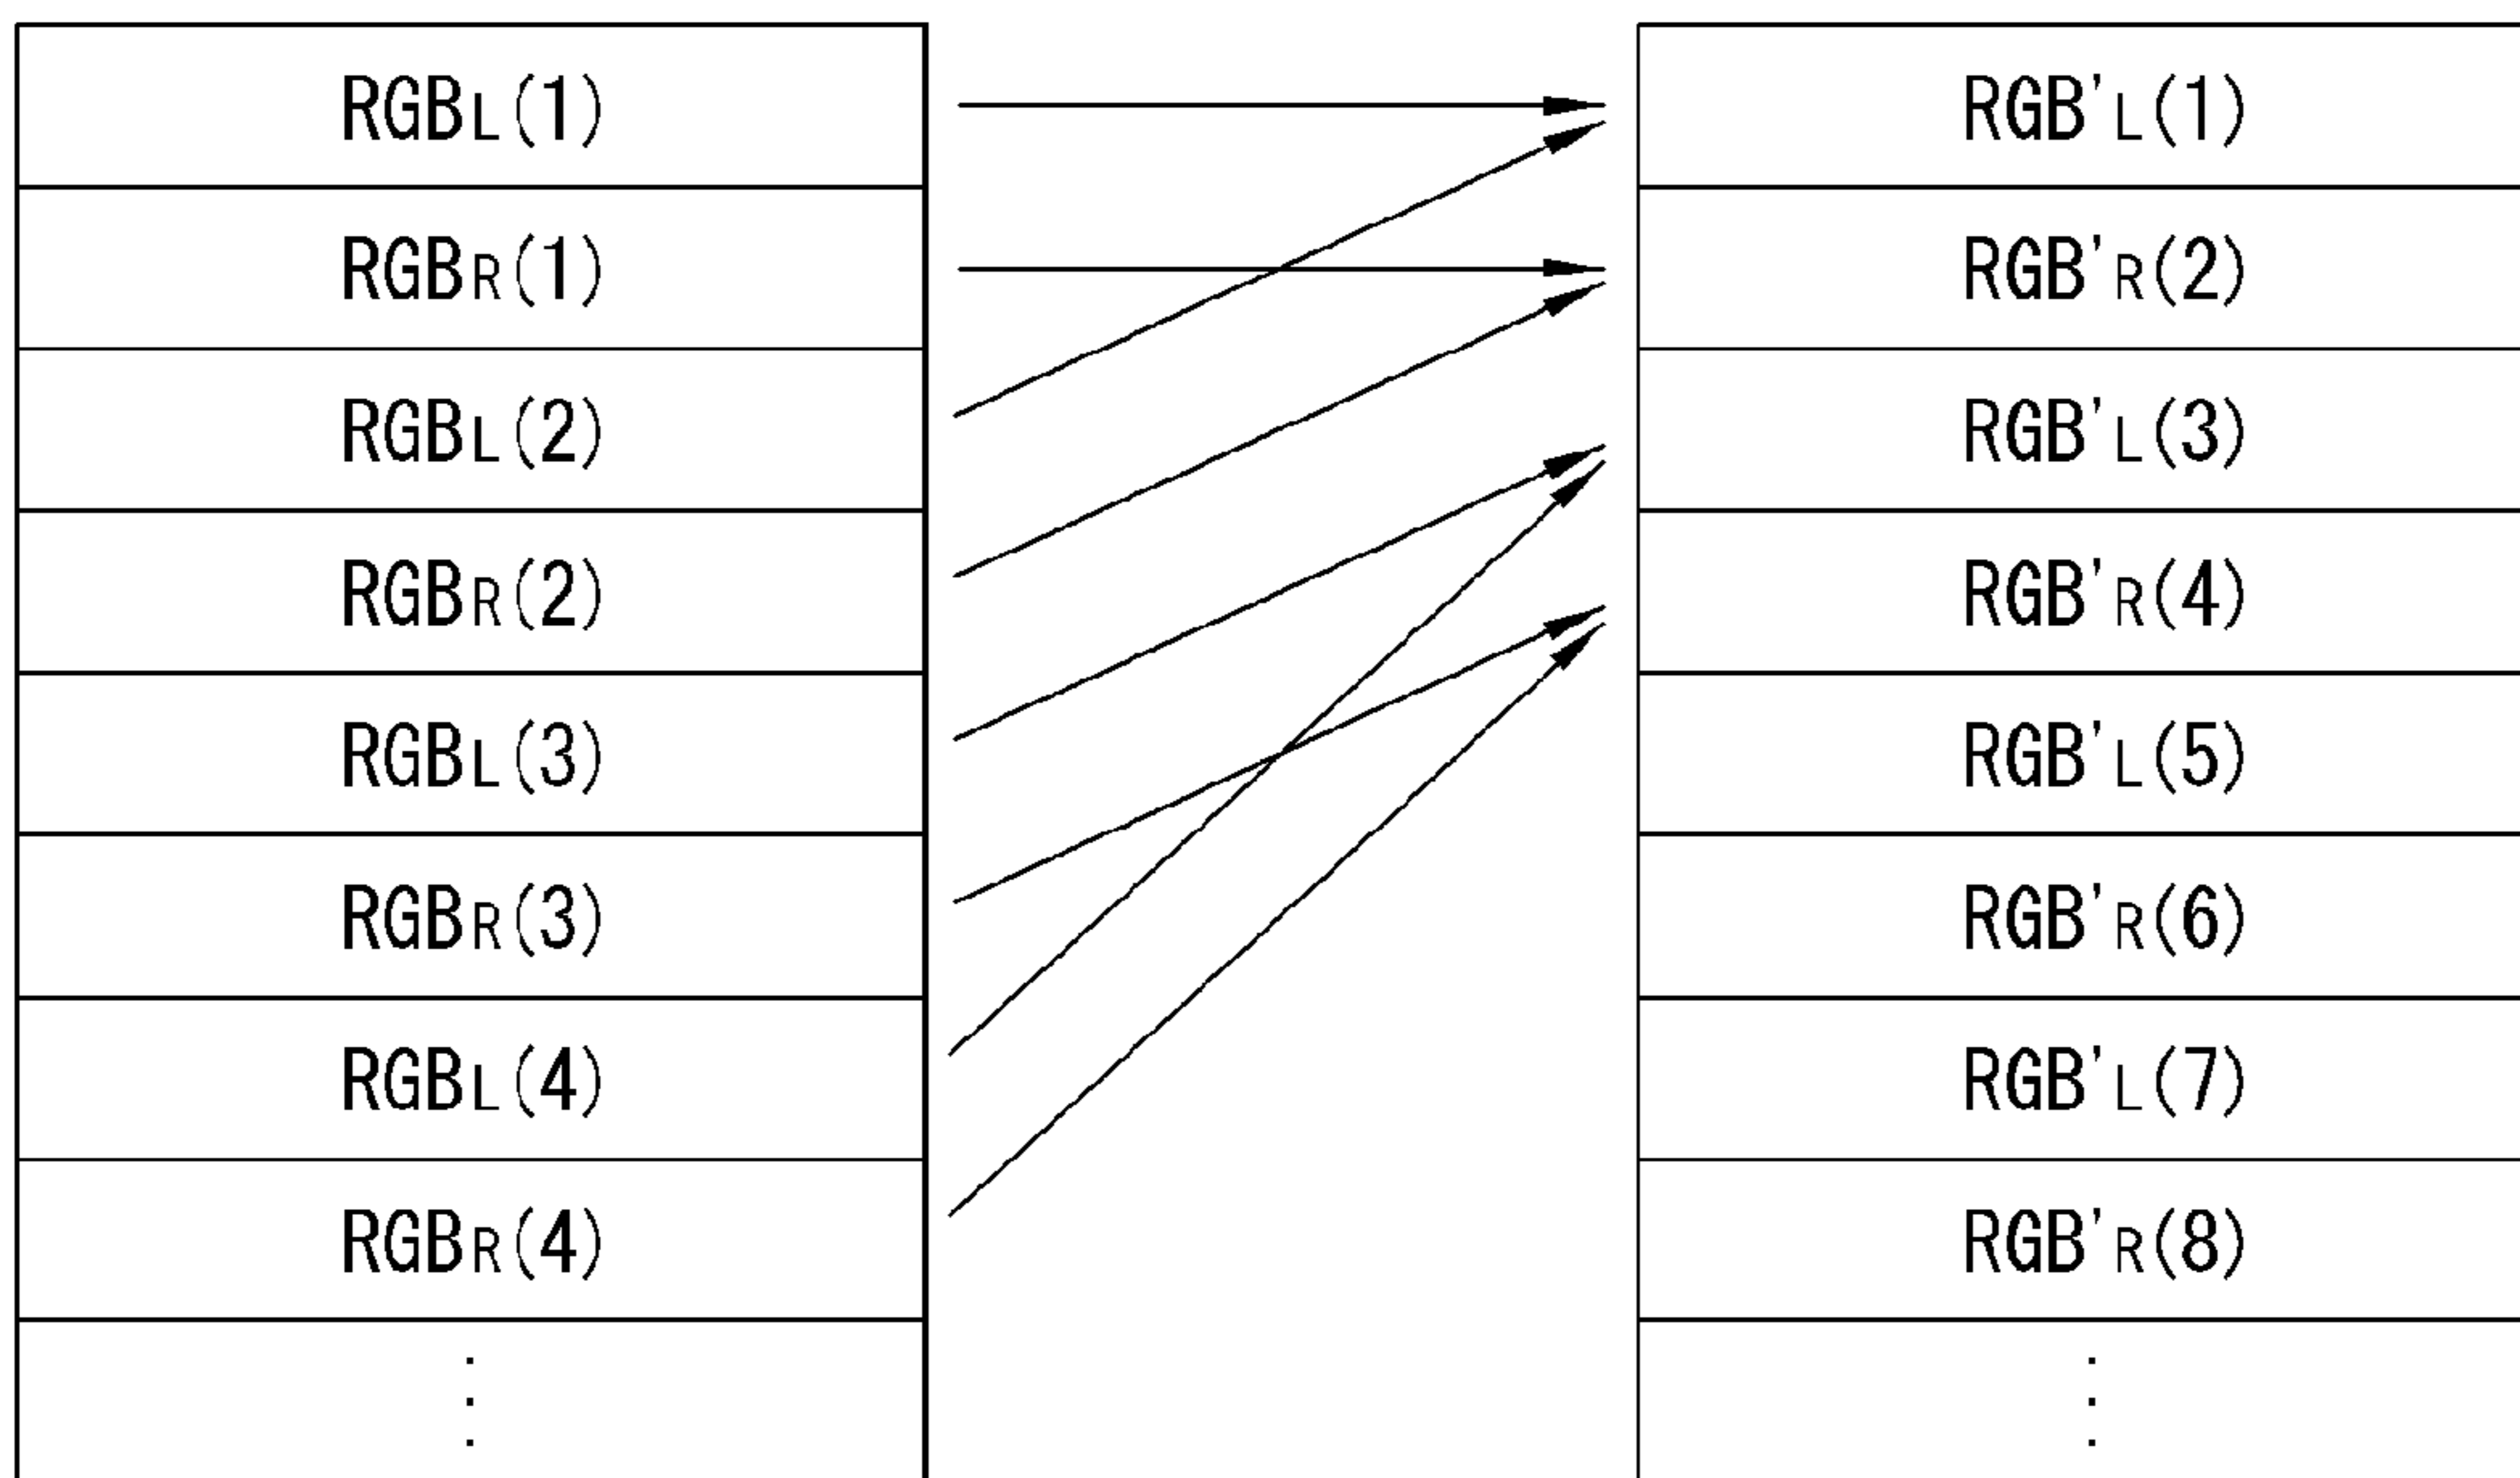 RGBL(1) RGB'L(1)
RGBR(1) RGB'R(2)
RGBL(2) RGB'L(3)
RGBR(2) RGB'R(4)
RGBL(3) RGB'L(5)
RGBR(3) RGB'R(6)
RGBL(4) RGB'L(7)
RGBR(4) RGB'R(8)